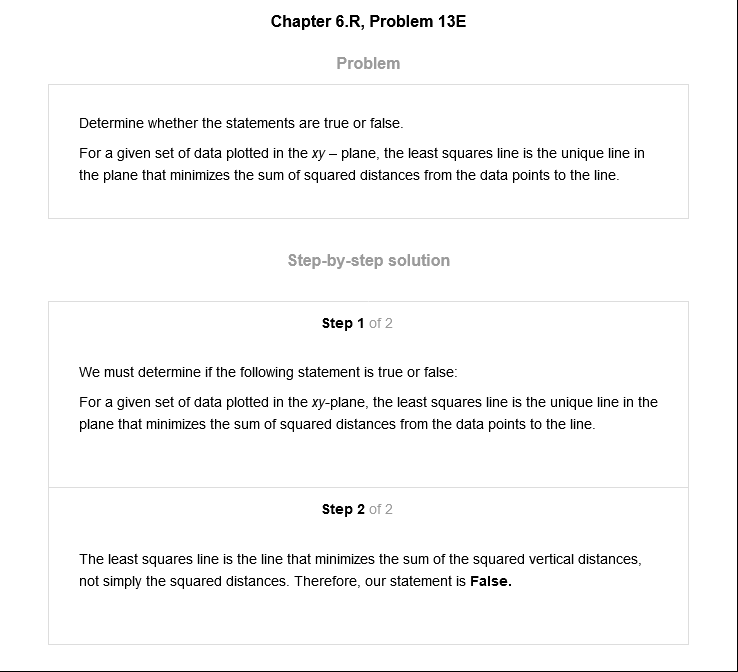 Chapter 6.R, Problem 13E
Problem
Determine whether the statements are true or false.
For a given set of data plotted in the xy – plane, the least squares line is the unique line in
the plane that minimizes the sum of squared distances from the data points to the line.
Step-by-step solution
Step 1 of 2
We must determine if the following statement is true or false:
For a given set of data plotted in the xy-plane, the least squares line is the unique line in the
plane that minimizes the sum of squared distances from the data points to the line.
Step 2 of 2
The least squares line is the line that minimizes the sum of the squared vertical distances,
not simply the squared distances. Therefore, our statement is False.